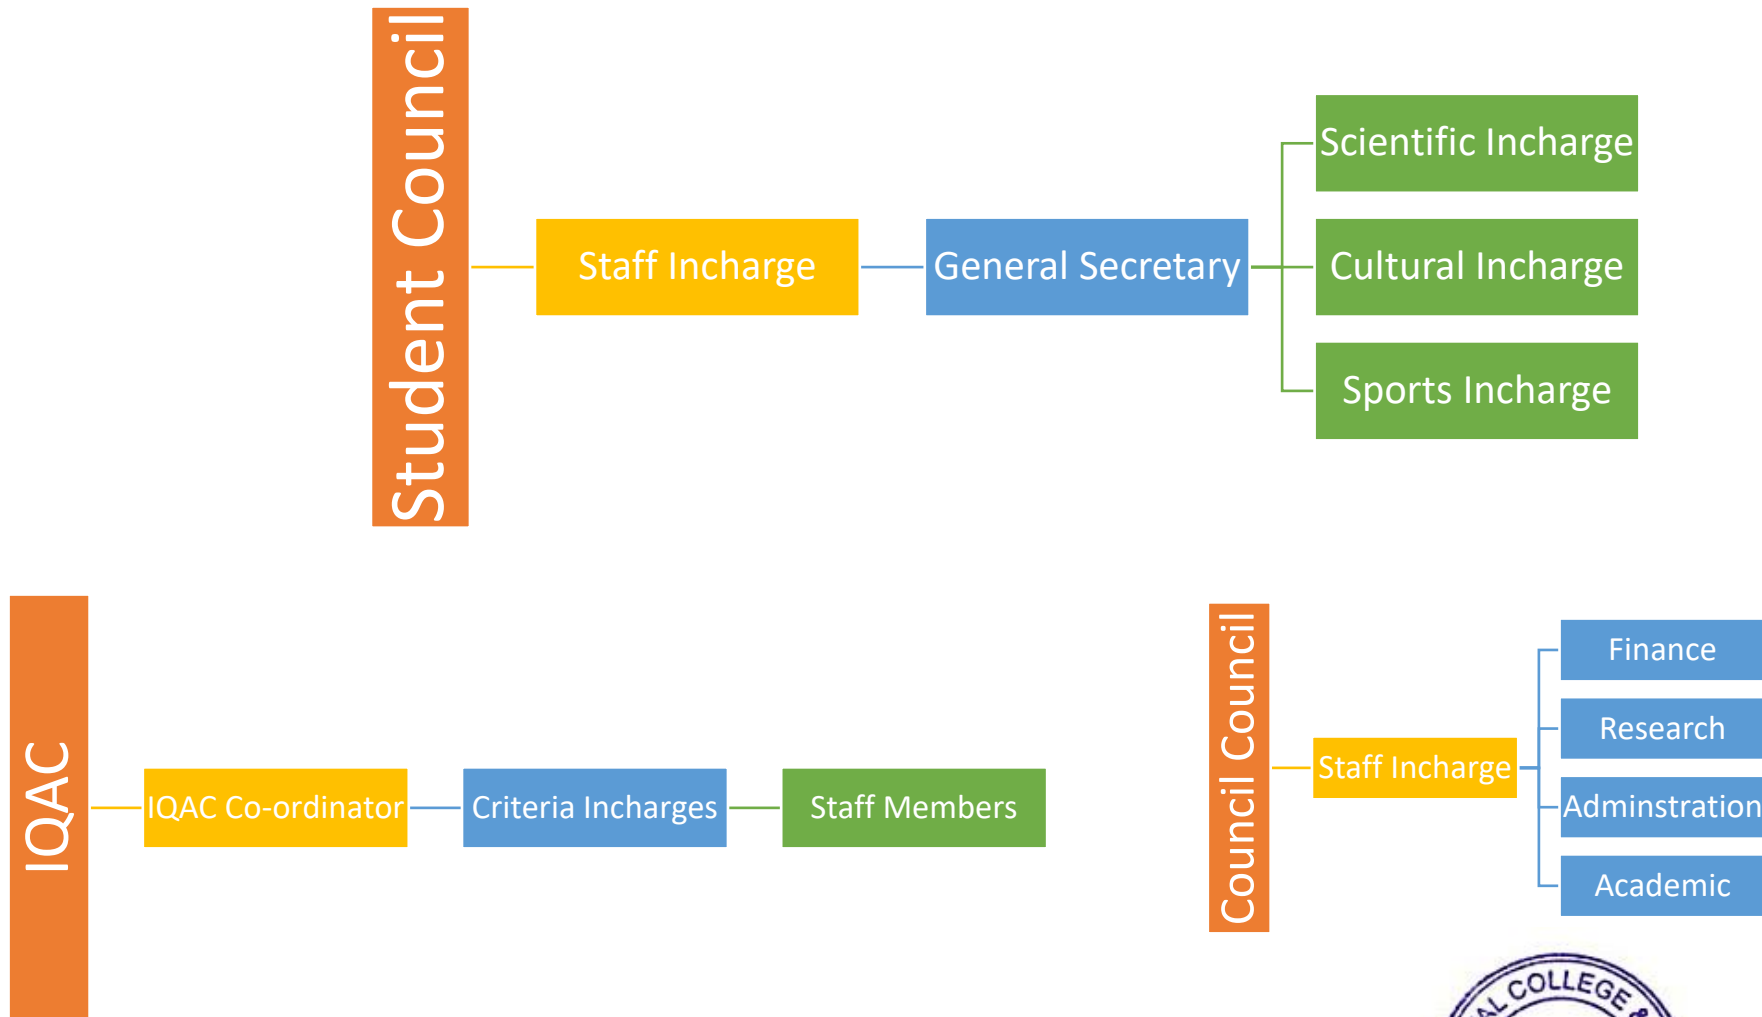 Student Council
Staff Incharge
General Secretary
Scientific Incharge
Cultural Incharge
Sports Incharge
IQAC
IQAC Co-ordinator
Criteria Incharges
Staff Members
Council Council
Staff Incharge
Finance
Research
Adminstration
Academic
COLLEGE &